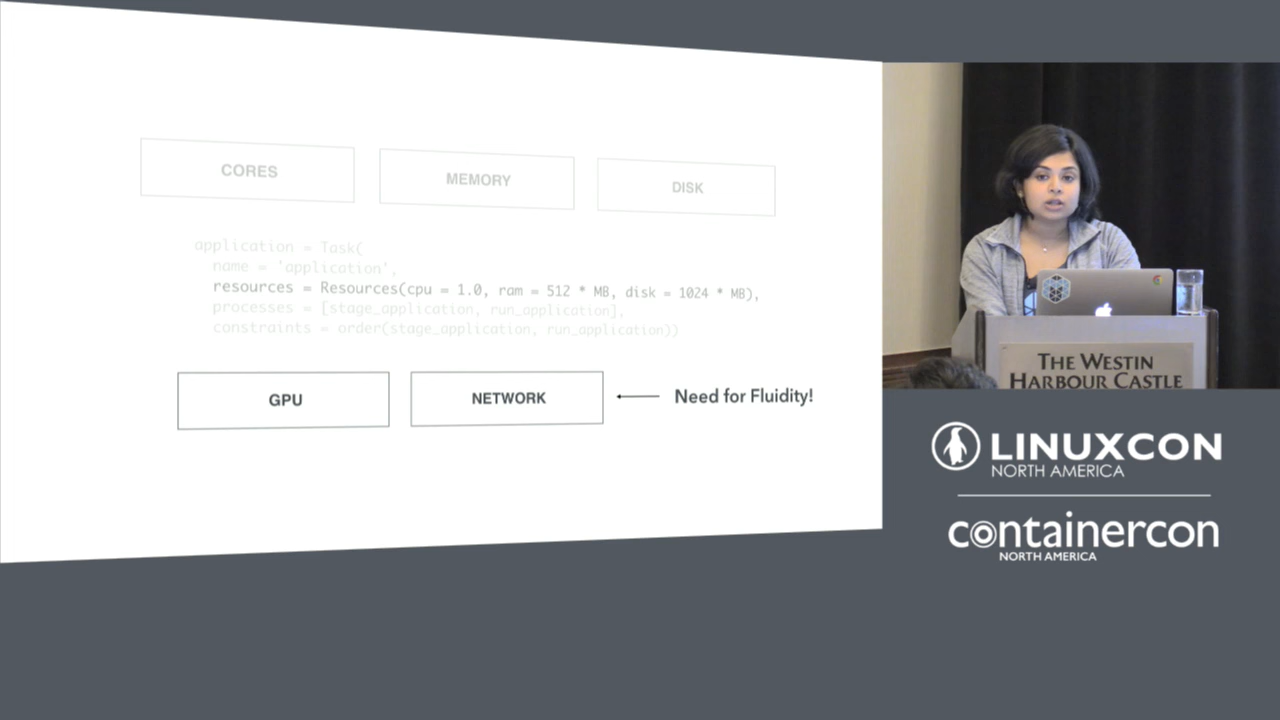 CORES
MEMORY
DISK
application = Task(
name = 'application',
resources = Resources(cpu = 1.0, ram = 512 * MB, disk = 1024 * MB),
processes = [stage_application, run_application],
constraints = order(stage_application, run_application))
GPU
NETWORK
Need for Fluidity!
THE WESTIN
HARBOUR CASTLE
LINUXCON
NORTH AMERICA
containercon
NORTH AMERICA